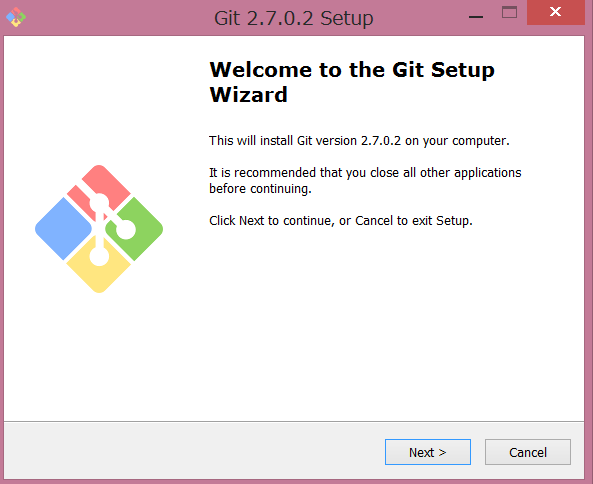 Git 2.7.0.2 Setup
Welcome to the Git Setup
Wizard
This will install Git version 2.7.0.2 on your computer.
It is recommended that you close all other applications
before continuing.
Click Next to continue, or Cancel to exit Setup.
Next >
Cancel